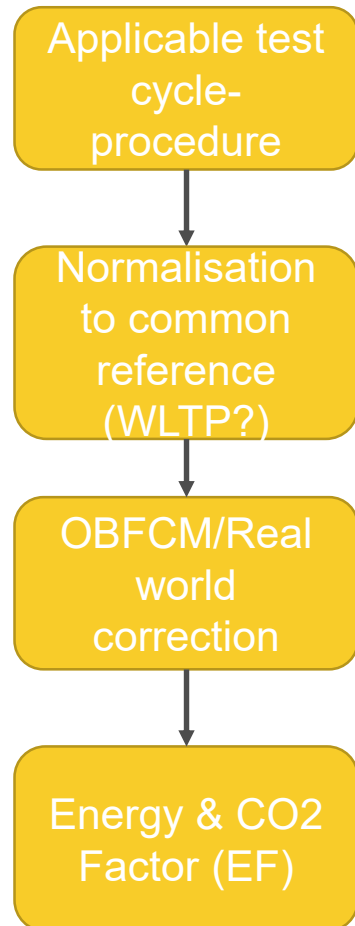 Applicable test
cycle-
procedure
Normalisation
to common
reference
(WLTP?)
OBFCM/Real
world
correction
Energy & CO2
Factor (EF)